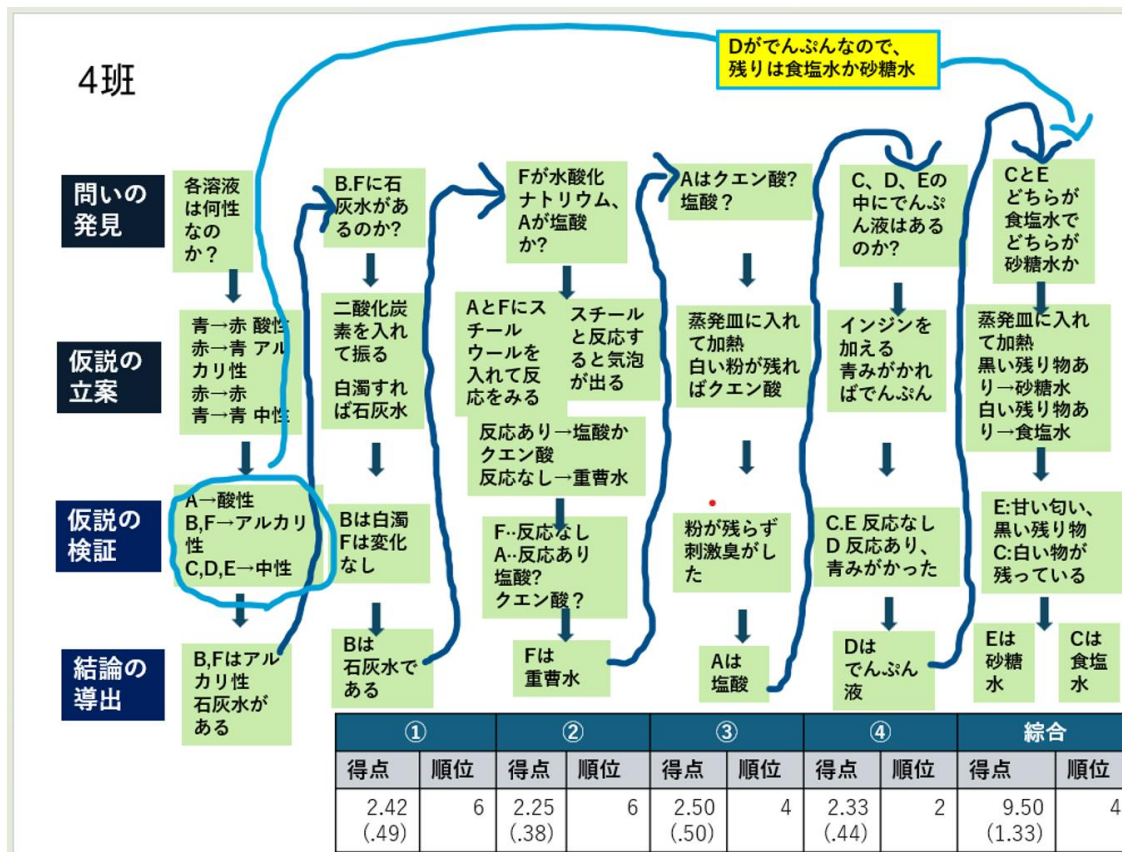 4班
Dがでんぷんなので、
残りは食塩水か砂糖水
問いの
発見
各溶液
は何性
なの
か？
B.Fに石
灰水があ
るのか?
Fが水酸化
ナトリウム、
Aが塩酸
か?
Aはクエン酸?
塩酸？
C、D、Eの
中にでんぷ
ん液はある
のか?
CとE
どちらが
食塩水で
どちらが
砂糖水か
仮説の
立案
青→赤 酸性
赤→青 アル
カリ性
赤→赤
青→青 中性
二酸化炭
素を入れ
て振る
白濁すれ
ば石灰水
AとFにス
チール
ウールを
入れて反
応をみる
スチール
と反応す
ると気泡
が出る
反応あり→塩酸か
クエン酸
反応なし→重曹水
蒸発皿に入れ
て加熱
白い粉が残れ
ばクエン酸
インジンを
加える
青みがかれ
ばでんぷん
蒸発皿に入れ
て加熱
黒い残り物あ
り→砂糖水
白い残り物あ
り→食塩水
仮説の
検証
A→酸性
B,F→アルカリ
性
C,D,E→中性
Bは白濁
Fは変化
なし
F‥反応なし
A‥反応あり
塩酸?
クエン酸？
粉が残らず
刺激臭がし
た
C.E 反応なし
D 反応あり、
青みがかった
E:甘い匂い、
黒い残り物
C:白い物が
残っている
結論の
導出
B,Fはアル
カリ性
石灰水が
ある
Bは
石灰水で
ある
Fは
重曹水
Aは
塩酸
Dは
でんぷん
液
Eは
砂糖
水
Cは
食塩
水
① ② ③ ④ 綜合
得点 順位 得点 順位 得点 順位 得点 順位 得点 順位
2.42 6 2.25 6 2.50 4 2.33 2 9.50 4
(.49) (.38) (.50) (.44) (1.33)